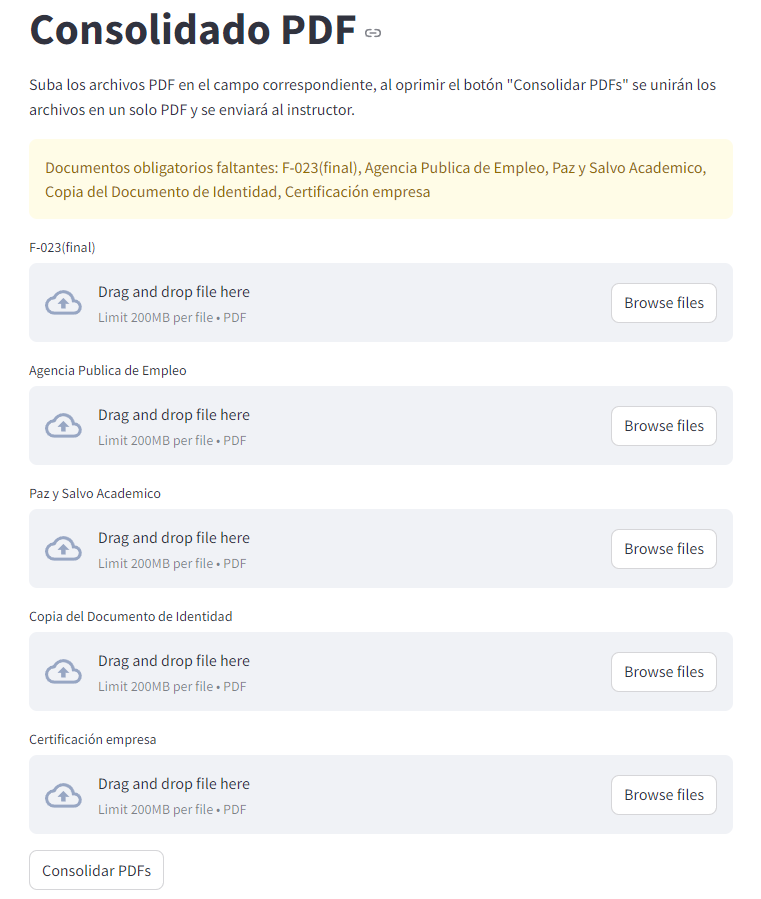 Consolidado PDF
Suba los archivos PDF en el campo correspondiente, al oprimir el botón "Consolidar PDFs" se unirán los
archivos en un solo PDF y se enviará al instructor.
Documentos obligatorios faltantes: F-023(final), Agencia Publica de Empleo, Paz y Salvo Academico,
Copia del Documento de Identidad, Certificación empresa
F-023(final)
Drag and drop file here
Limit 200MB per file • PDF
Browse files
Agencia Publica de Empleo
Drag and drop file here
Limit 200MB per file • PDF
Browse files
Paz y Salvo Academico
Drag and drop file here
Limit 200MB per file • PDF
Browse files
Copia del Documento de Identidad
Drag and drop file here
Limit 200MB per file • PDF
Browse files
Certificación empresa
Drag and drop file here
Limit 200MB per file • PDF
Browse files
Consolidar PDFs